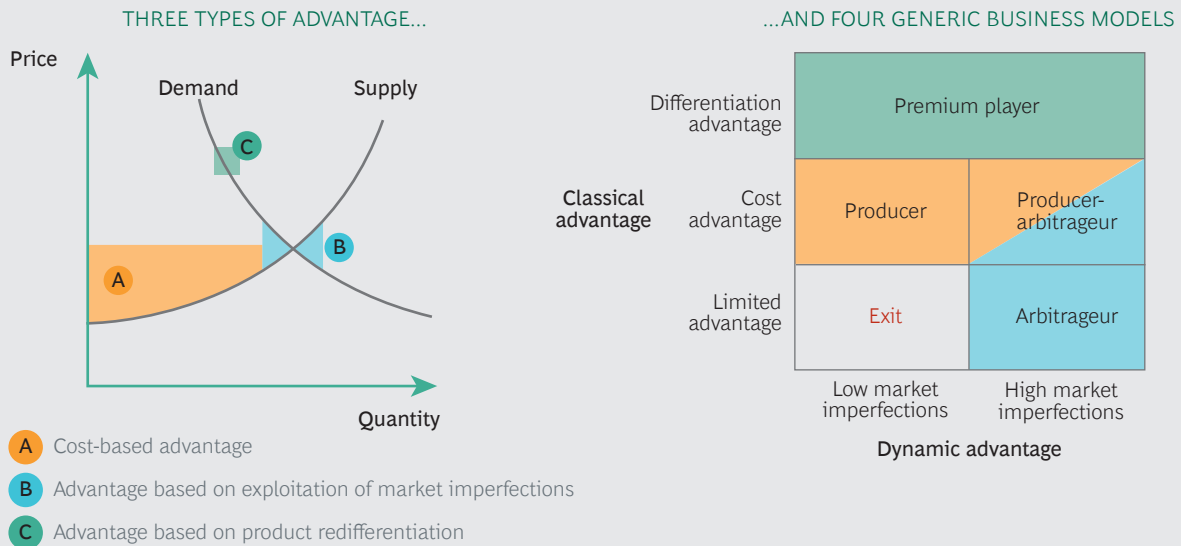 THREE TYPES OF ADVANTAGE...
Price
Demand
Supply
C
B
A
Quantity
A Cost-based advantage
B Advantage based on exploitation of market imperfections
C Advantage based on product redifferentiation
...AND FOUR GENERIC BUSINESS MODELS
Differentiation
advantage
Premium player
Classical
advantage
Cost
advantage
Producer
Producer-
arbitrageur
Limited
advantage
Exit
Arbitrageur
Low market
imperfections
High market
imperfections
Dynamic advantage